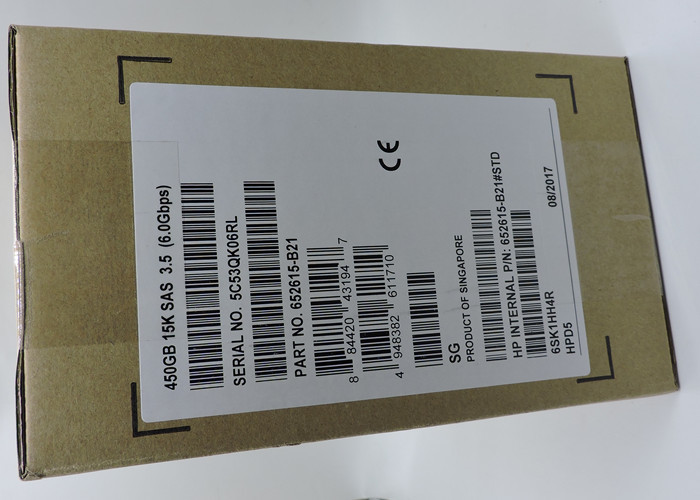 450GB 15K SAS 3.5 (6.0Gbps)
SERIAL NO. 5C53QK06RL
PART NO. 652615-B21
8 84420 43194 7
4 948382 611710
CE
SG
PRODUCT OF SINGAPORE
HP INTERNAL P/N: 652615-B21#STD
6SK1HH4R 08/2017
HPD5